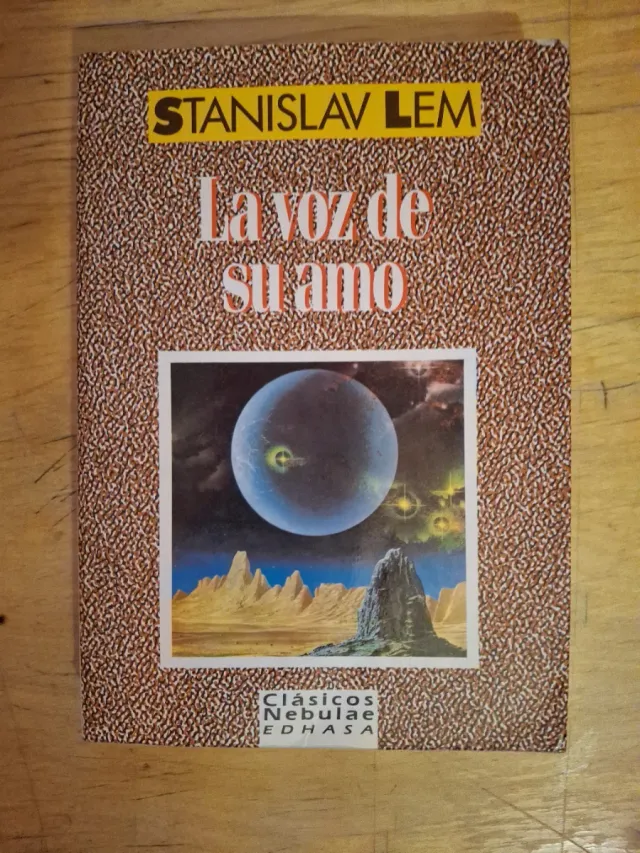 STANISLAV LEM
La voz de
su amo
Clásicos
Nebulae
EDHASA